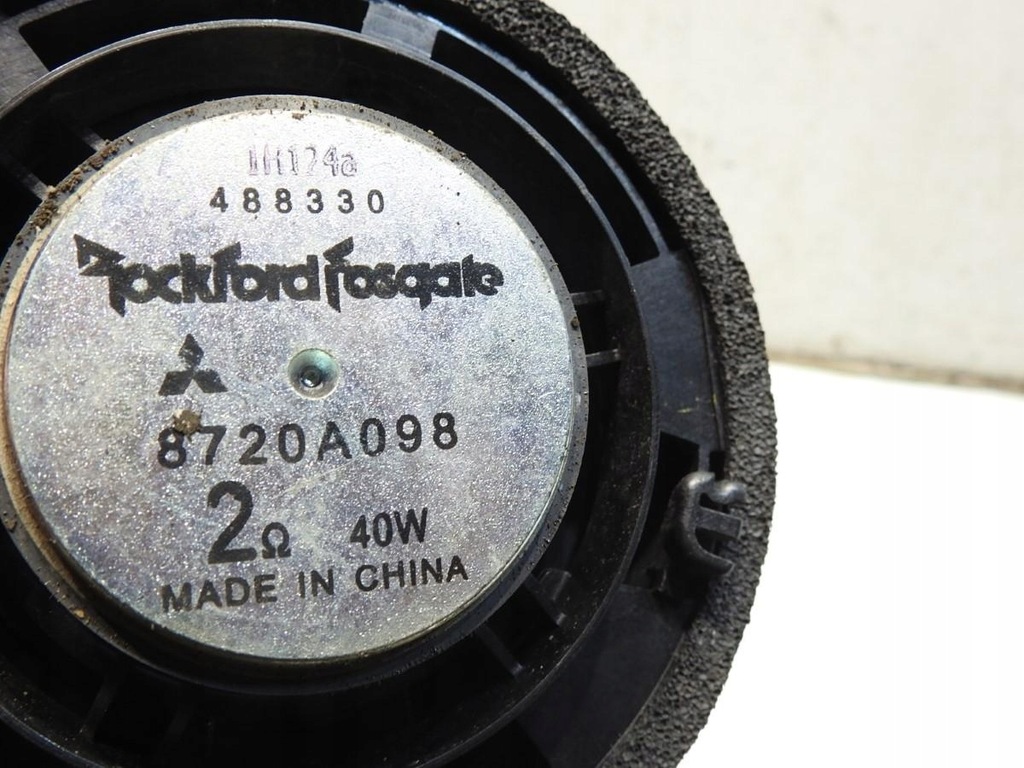 488330
Rockford Fosgate
8720A098
2Ω 40W
MADE IN CHINA